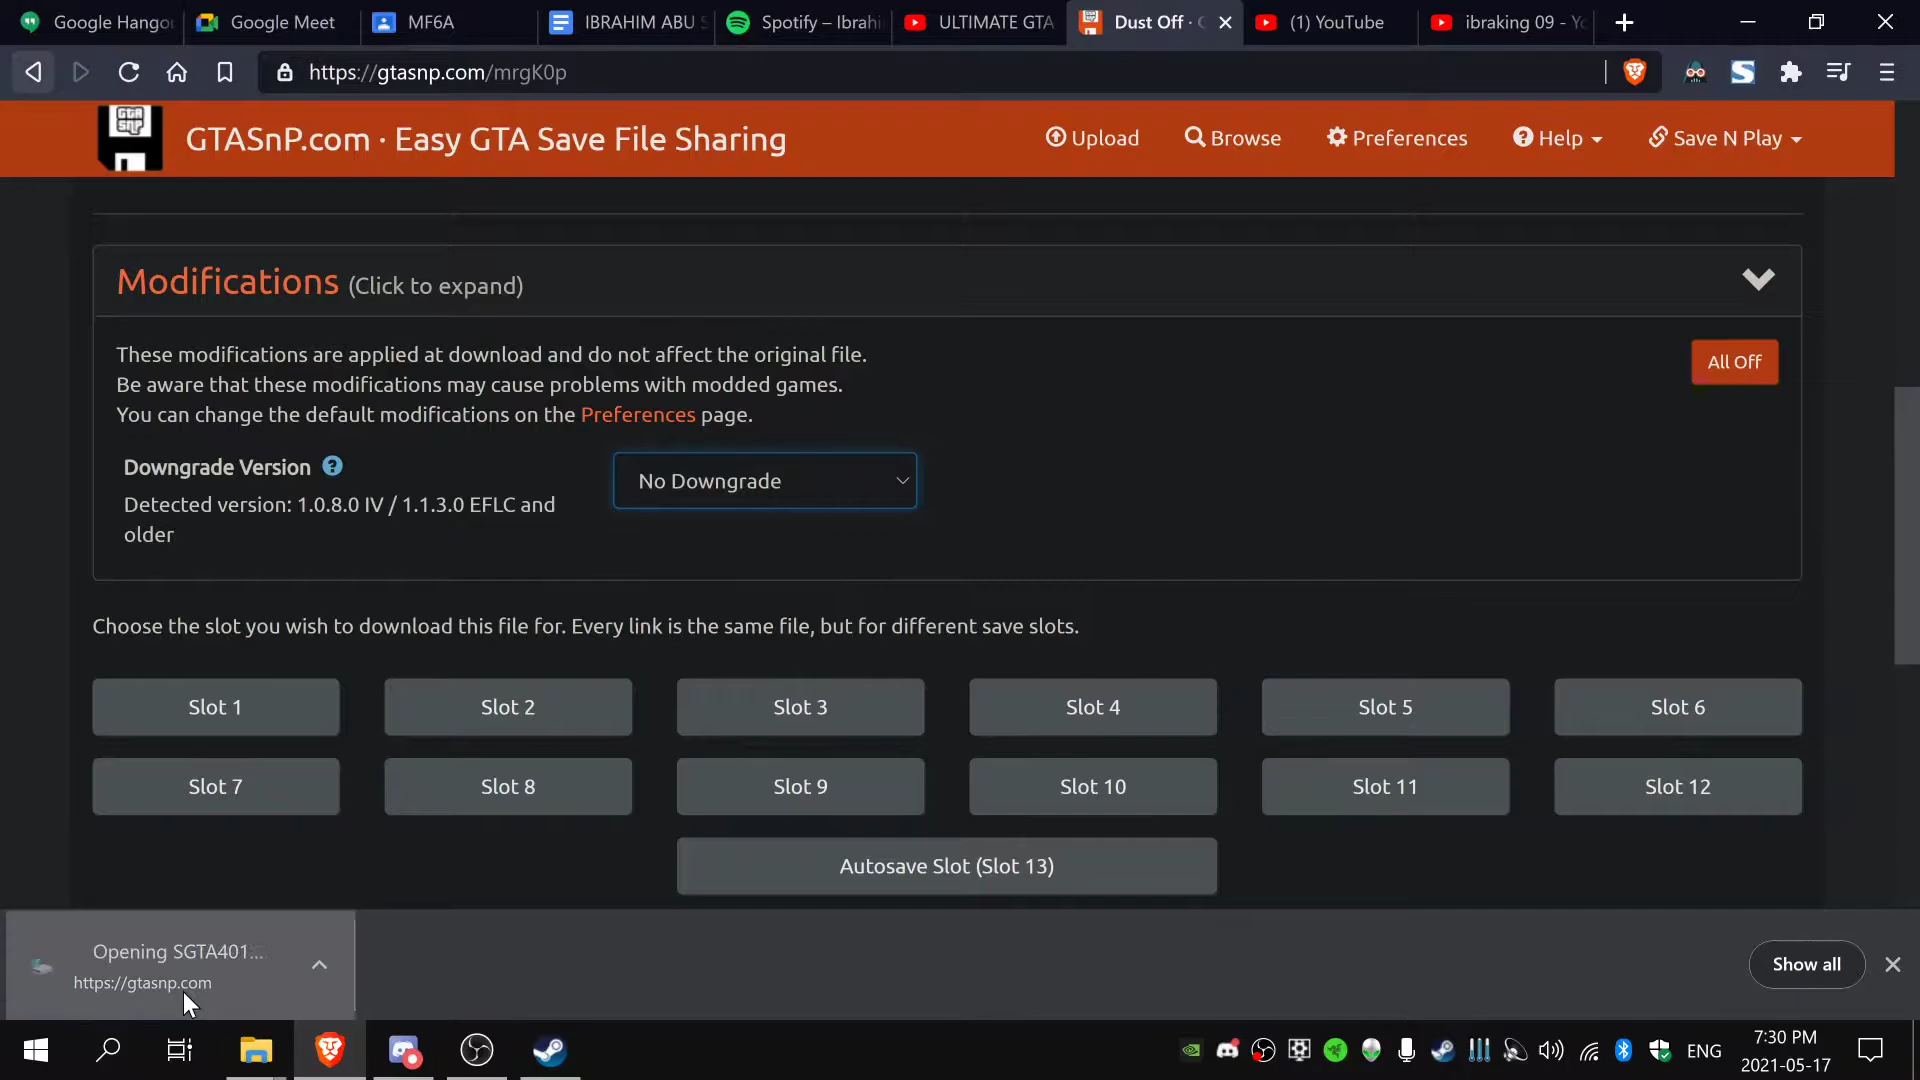 Google Hango
Google Meet
MF6A
IBRAHIM ABU S
Spotify – Ibrahi
ULTIMATE GTA
Dust Off · G
(1) YouTube
ibraking 09 - Yo
https://gtasnp.com/mrgK0p
GTA
SNP
GTASnP.com · Easy GTA Save File Sharing
Upload
Browse
Preferences
Help
Save N Play
Modifications (Click to expand)
These modifications are applied at download and do not affect the original file.
Be aware that these modifications may cause problems with modded games.
You can change the default modifications on the Preferences page.
All Off
Downgrade Version ?
Detected version: 1.0.8.0 IV / 1.1.3.0 EFLC and
older
No Downgrade
Choose the slot you wish to download this file for. Every link is the same file, but for different save slots.
Slot 1
Slot 2
Slot 3
Slot 4
Slot 5
Slot 6
Slot 7
Slot 8
Slot 9
Slot 10
Slot 11
Slot 12
Autosave Slot (Slot 13)
Opening SGTA401...
https://gtasnp.com
Show all
ENG
7:30 PM
2021-05-17